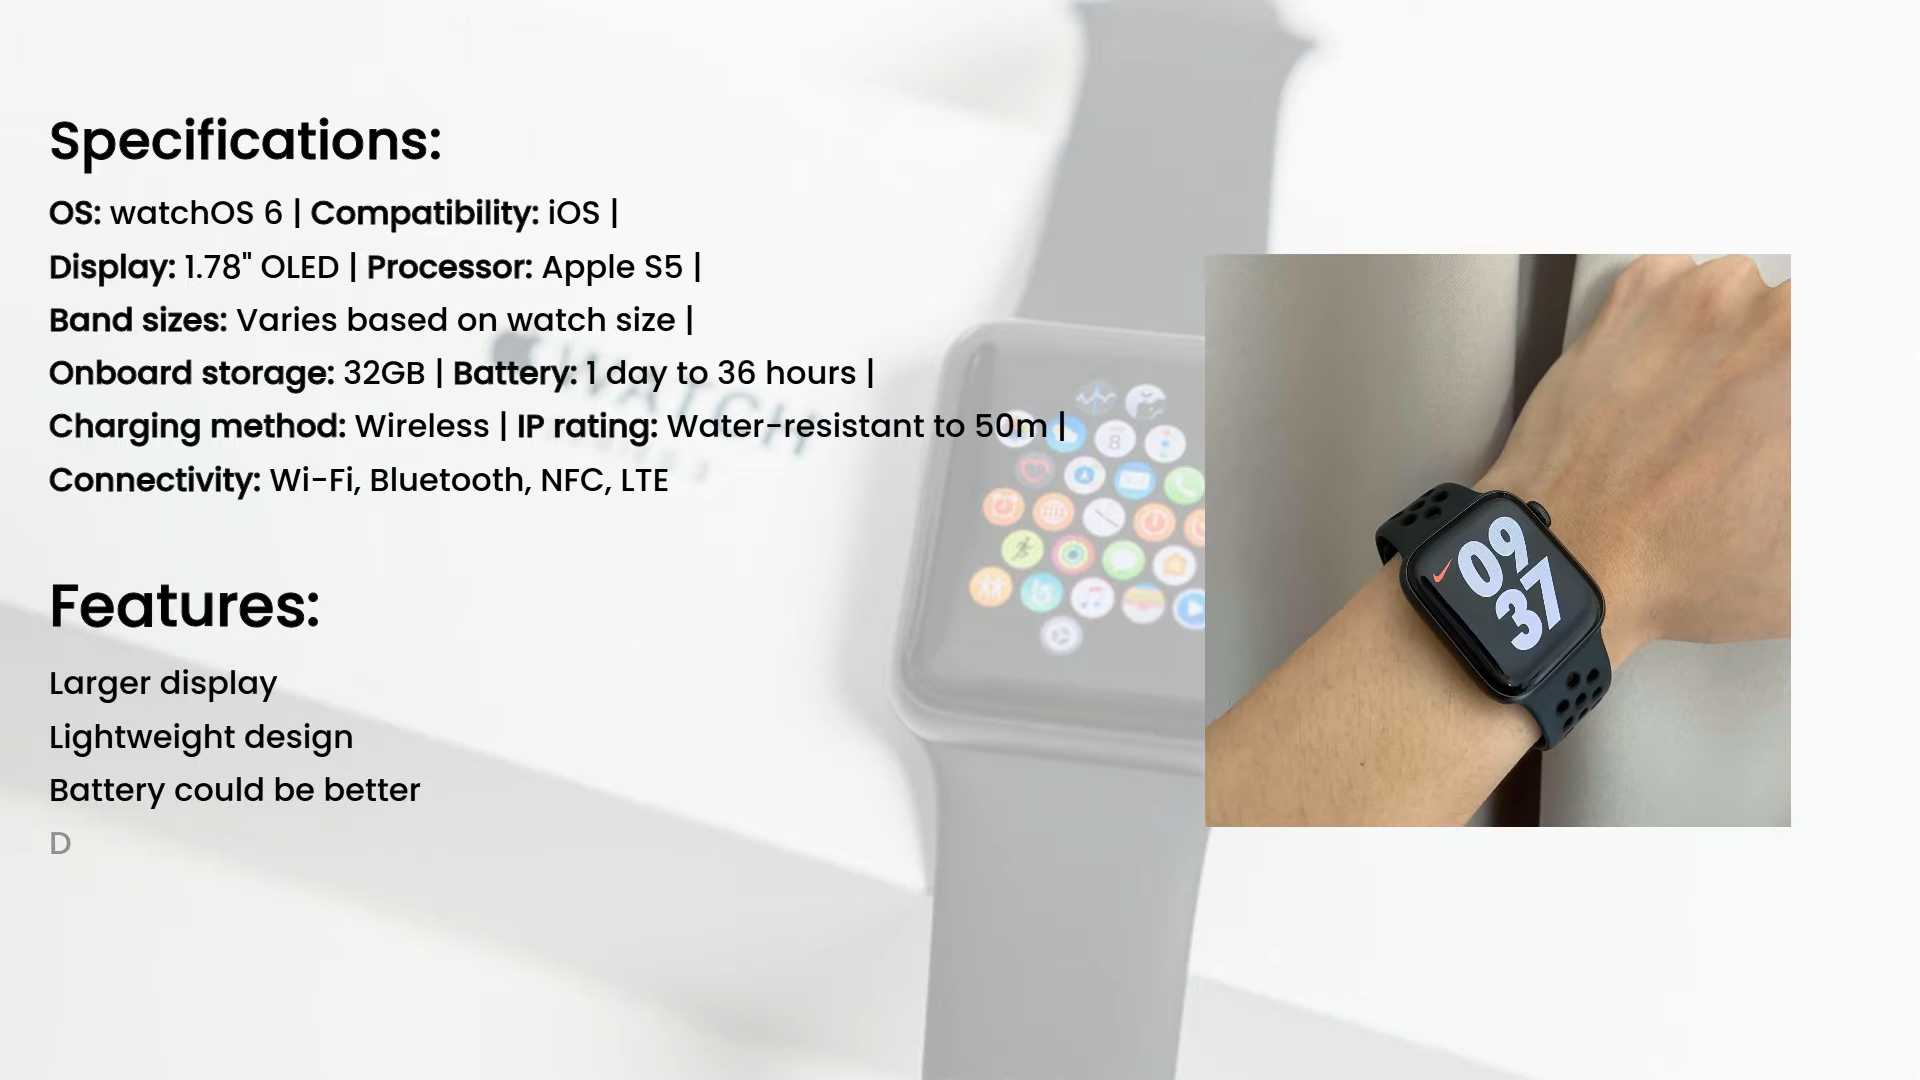 Specifications:
OS: watchOS 6 | Compatibility: iOS |
Display: 1.78" OLED | Processor: Apple S5 |
Band sizes: Varies based on watch size |
Onboard storage: 32GB | Battery: 1 day to 36 hours |
Charging method: Wireless | IP rating: Water-resistant to 50m |
Connectivity: Wi-Fi, Bluetooth, NFC, LTE
Features:
Larger display
Lightweight design
Battery could be better
D
WATCH
09
37
8